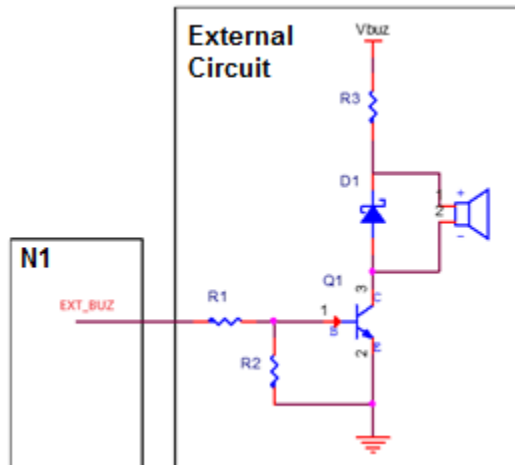 External
Circuit
Vbuz
R3
D1
1
2
+
-
N1
EXT_BUZ
R1
Q1
3
C
1
B
R2
2
E